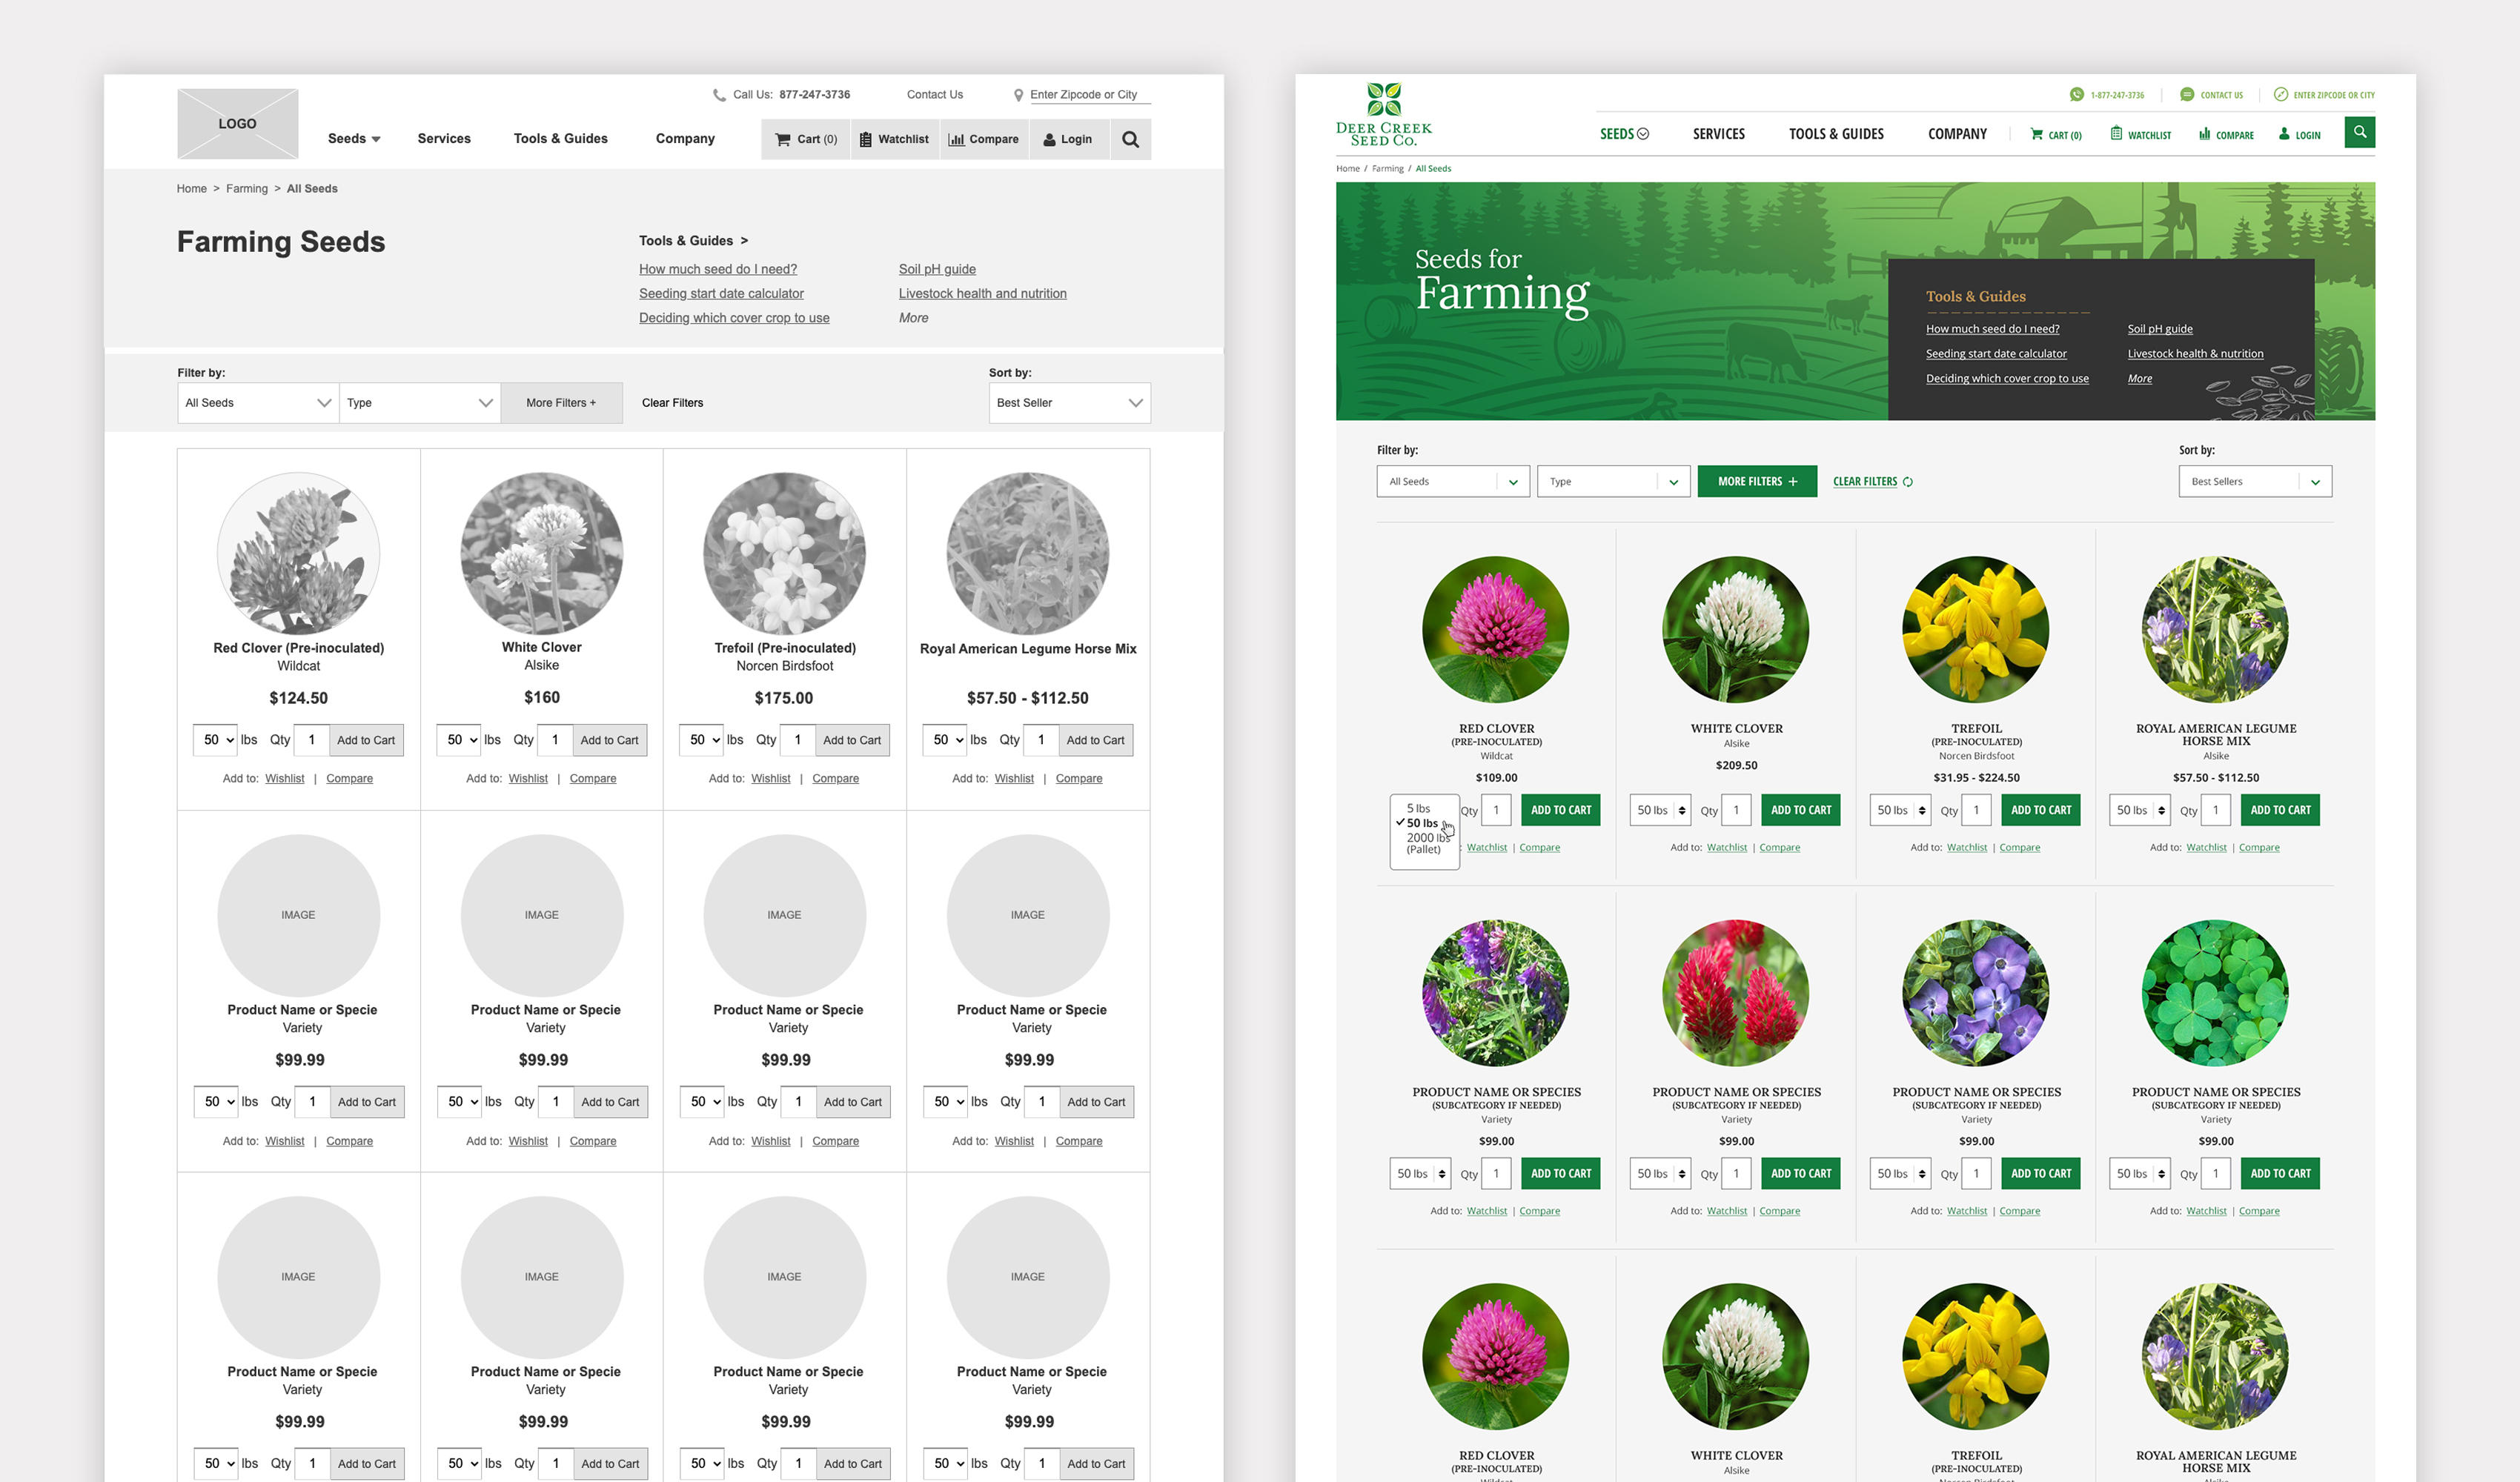 LOGO
Call Us: 877-247-3736 Contact Us Enter Zipcode or City
Seeds Services Tools & Guides Company Cart (0) Watchlist Compare Login
Home > Farming > All Seeds
Farming Seeds
Tools & Guides >
How much seed do I need? Soil pH guide
Seeding start date calculator Livestock health and nutrition
Deciding which cover crop to use More
Filter by: Sort by:
All Seeds Type More Filters + Clear Filters Best Seller
Red Clover (Pre-inoculated) White Clover Trefoil (Pre-inoculated) Royal American Legume Horse Mix
Wildcat Alsike Norcen Birdsfoot
$124.50 $160 $175.00 $57.50 - $112.50
50 lbs Qty 1 Add to Cart 50 lbs Qty 1 Add to Cart 50 lbs Qty 1 Add to Cart 50 lbs Qty 1 Add to Cart
Add to: Wishlist | Compare Add to: Wishlist | Compare Add to: Wishlist | Compare Add to: Wishlist | Compare
IMAGE IMAGE IMAGE IMAGE
Product Name or Specie Product Name or Specie Product Name or Specie Product Name or Specie
Variety Variety Variety Variety
$99.99 $99.99 $99.99 $99.99
50 lbs Qty 1 Add to Cart 50 lbs Qty 1 Add to Cart 50 lbs Qty 1 Add to Cart 50 lbs Qty 1 Add to Cart
Add to: Wishlist | Compare Add to: Wishlist | Compare Add to: Wishlist | Compare Add to: Wishlist | Compare
IMAGE IMAGE IMAGE IMAGE
Product Name or Specie Product Name or Specie Product Name or Specie Product Name or Specie
Variety Variety Variety Variety
$99.99 $99.99 $99.99 $99.99
50 lbs Qty 1 Add to Cart 50 lbs Qty 1 Add to Cart 50 lbs Qty 1 Add to Cart 50 lbs Qty 1 Add to Cart
DEER CREEK
SEED CO.
1-877-247-3736 CONTACT US ENTER ZIPCODE OR CITY
SEEDS SERVICES TOOLS & GUIDES COMPANY CART (0) WATCHLIST COMPARE LOGIN
Home / Farming / All Seeds
Seeds for
Farming
Tools & Guides
How much seed do I need? Soil pH guide
Seeding start date calculator Livestock health & nutrition
Deciding which cover crop to use More
Filter by: Sort by:
All Seeds Type MORE FILTERS + CLEAR FILTERS Best Sellers
RED CLOVER WHITE CLOVER TREFOIL ROYAL AMERICAN LEGUME
(PRE-INOCULATED) Alsike (PRE-INOCULATED) HORSE MIX
Wildcat Norcen Birdsfoot Alsike
$109.00 $209.50 $31.95 - $224.50 $57.50 - $112.50
5 lbs
50 lbs Qty 1 ADD TO CART 50 lbs Qty 1 ADD TO CART 50 lbs Qty 1 ADD TO CART 50 lbs Qty 1 ADD TO CART
2000 lbs
(Pallet) : Watchlist | Compare Add to: Watchlist | Compare Add to: Watchlist | Compare Add to: Watchlist | Compare
PRODUCT NAME OR SPECIES PRODUCT NAME OR SPECIES PRODUCT NAME OR SPECIES PRODUCT NAME OR SPECIES
(SUBCATEGORY IF NEEDED) (SUBCATEGORY IF NEEDED) (SUBCATEGORY IF NEEDED) (SUBCATEGORY IF NEEDED)
Variety Variety Variety Variety
$99.00 $99.00 $99.00 $99.00
50 lbs Qty 1 ADD TO CART 50 lbs Qty 1 ADD TO CART 50 lbs Qty 1 ADD TO CART 50 lbs Qty 1 ADD TO CART
Add to: Watchlist | Compare Add to: Watchlist | Compare Add to: Watchlist | Compare Add to: Watchlist | Compare
RED CLOVER WHITE CLOVER TREFOIL ROYAL AMERICAN LEGUME
(PRE-INOCULATED) Alsike (PRE-INOCULATED) HORSE MIX